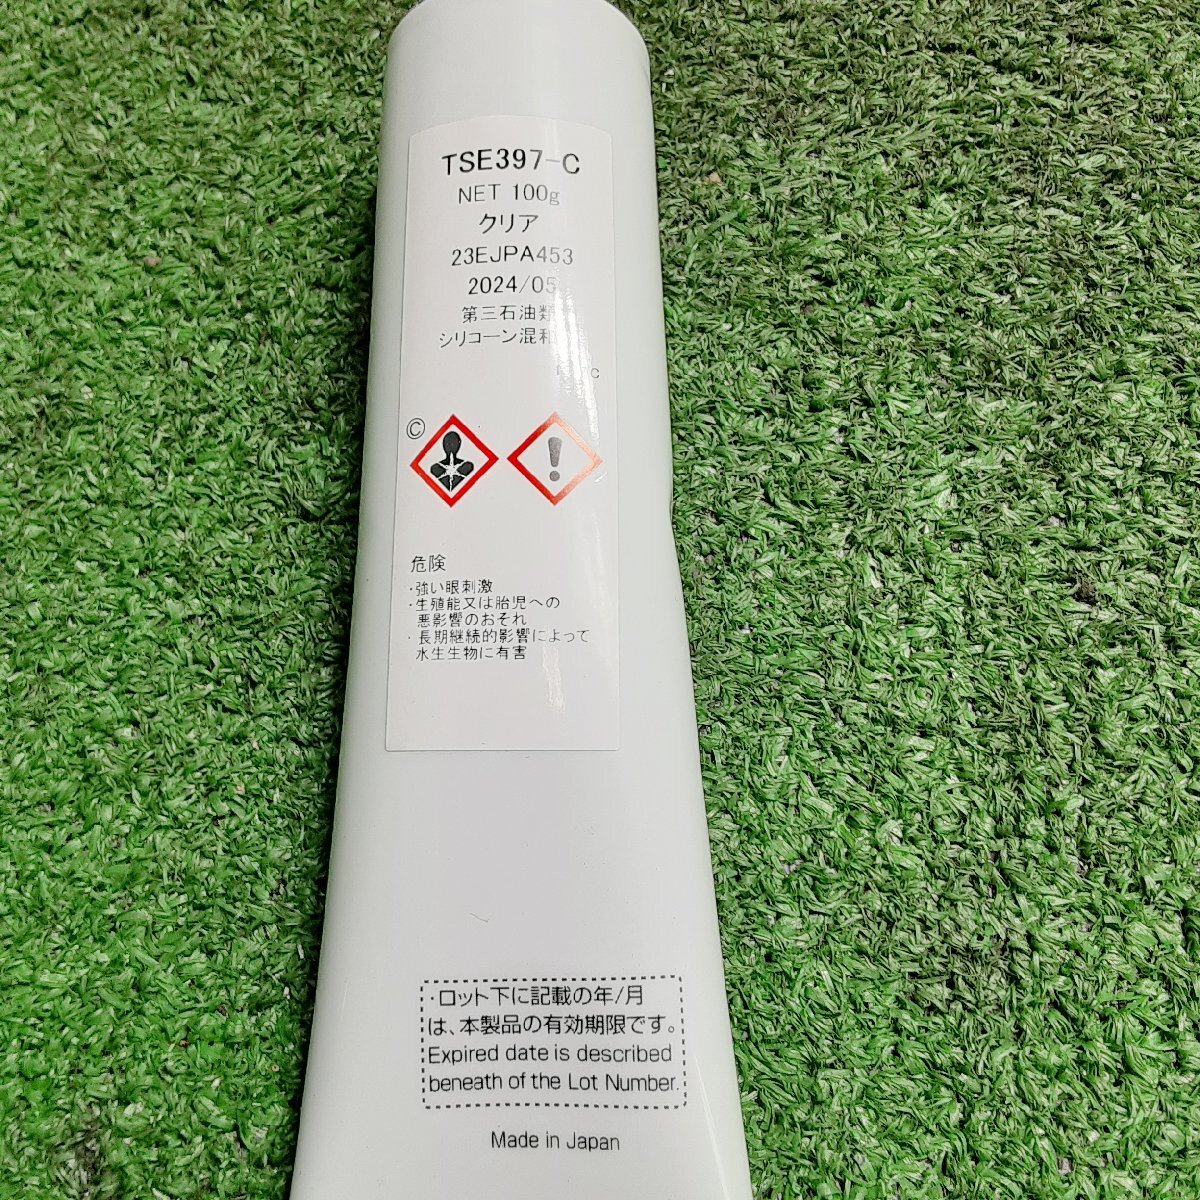 TSE397-C
NET 100g
クリア
23EJPA453
2024/05
第三石油類
シリコーン混和
©
危険
・強い眼刺激
・生殖能又は胎児への
悪影響のおそれ
・長期継続的影響によって
水生生物に有害
・ロット下に記載の年/月
は、本製品の有効期限です。
Expired date is described
beneath of the Lot Number.
Made in Japan